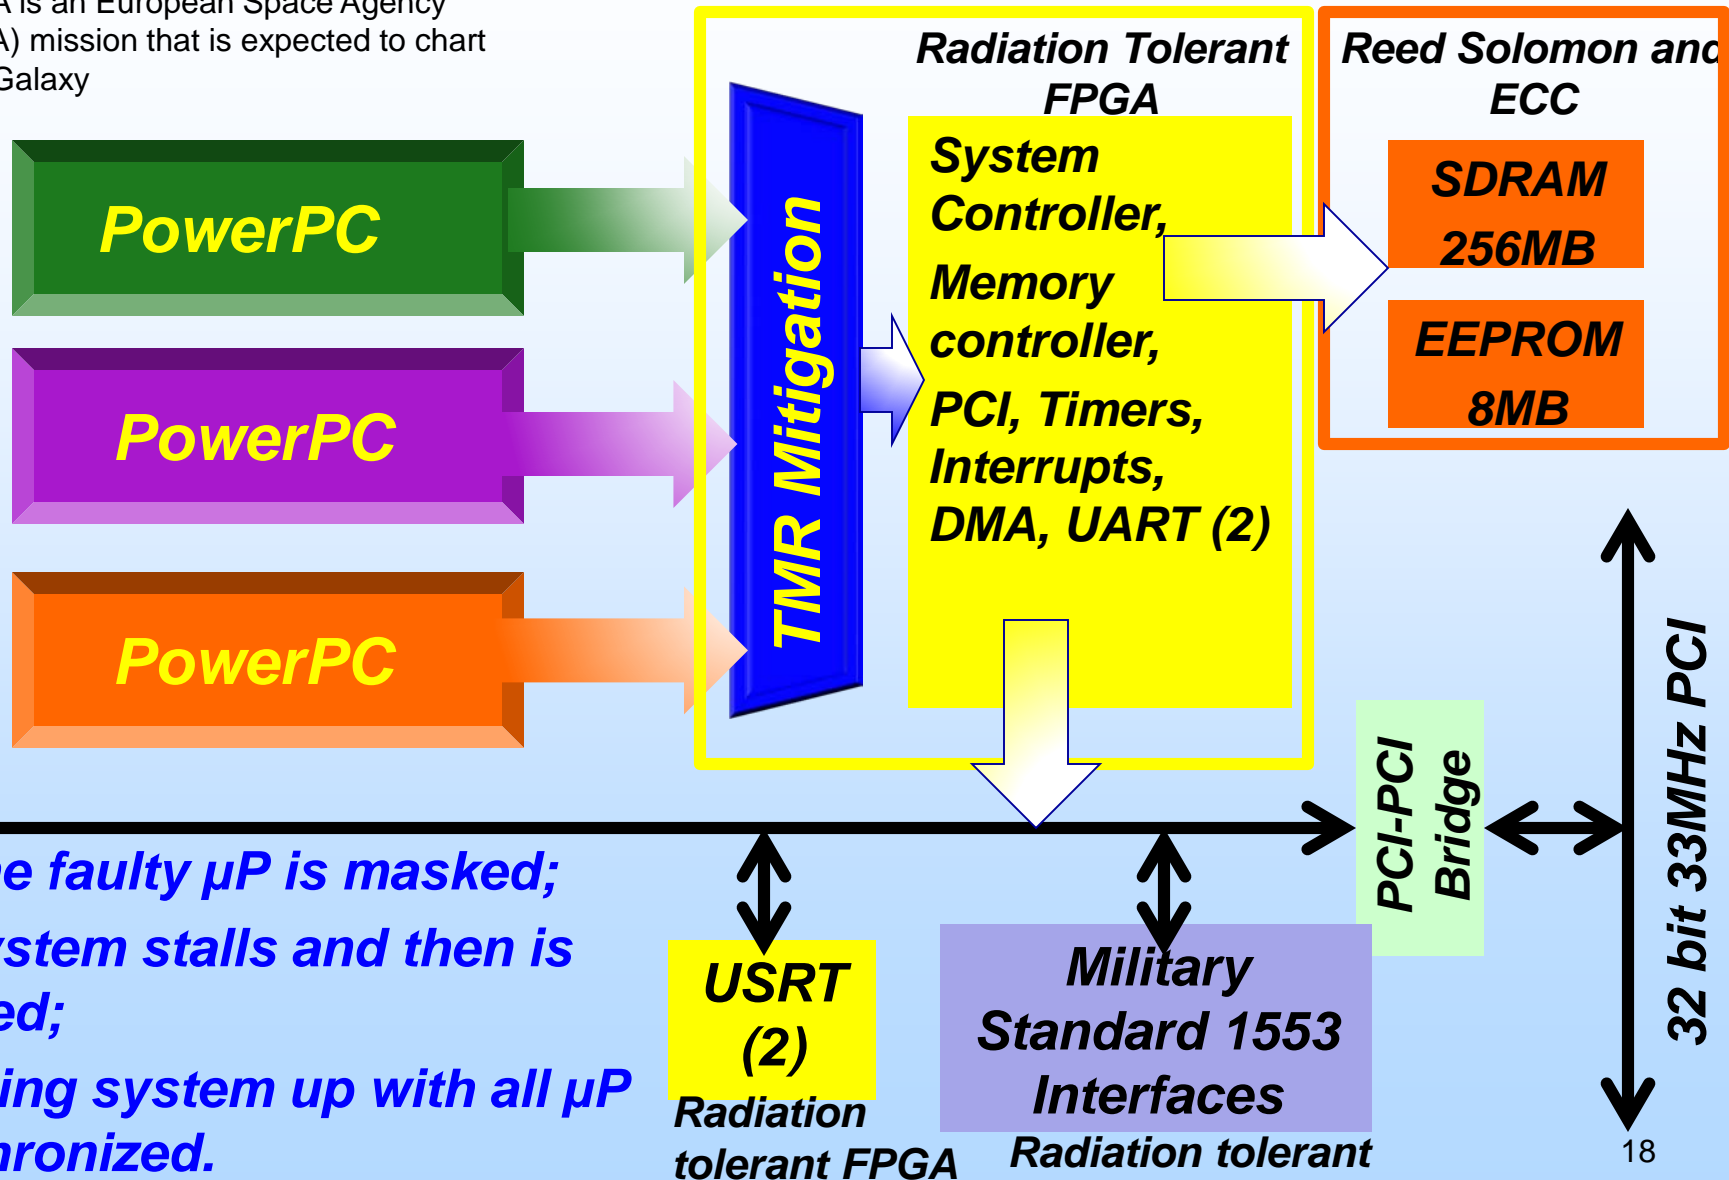 A is an European Space Agency
A) mission that is expected to chart
Galaxy
PowerPC
PowerPC
PowerPC
TMR Mitigation
Radiation Tolerant
FPGA
System
Controller,
Memory
controller,
PCI, Timers,
Interrupts,
DMA, UART (2)
Reed Solomon and
ECC
SDRAM
256MB
EEPROM
8MB
PCI-PCI
Bridge
32 bit 33MHz PCI
faulty µP is masked;
stem stalls and then is
ed;
ing system up with all µP
hronized.
USRT
(2)
Radiation
tolerant FPGA
Military
Standard 1553
Interfaces
Radiation tolerant
18